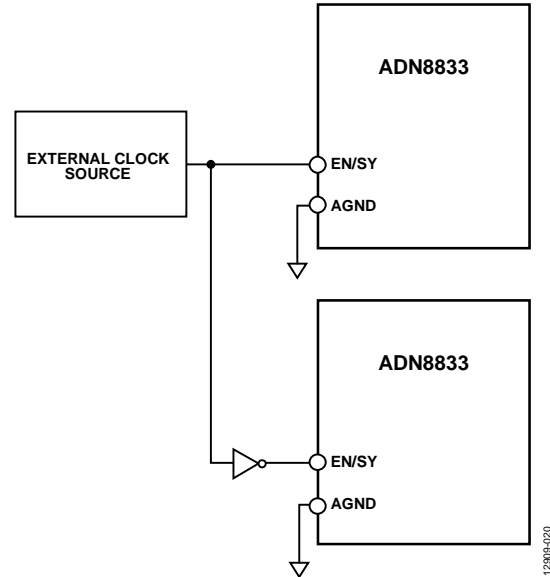 ADN8833
EXTERNAL CLOCK
SOURCE
EN/SY
AGND
ADN8833
EN/SY
AGND
12909-020